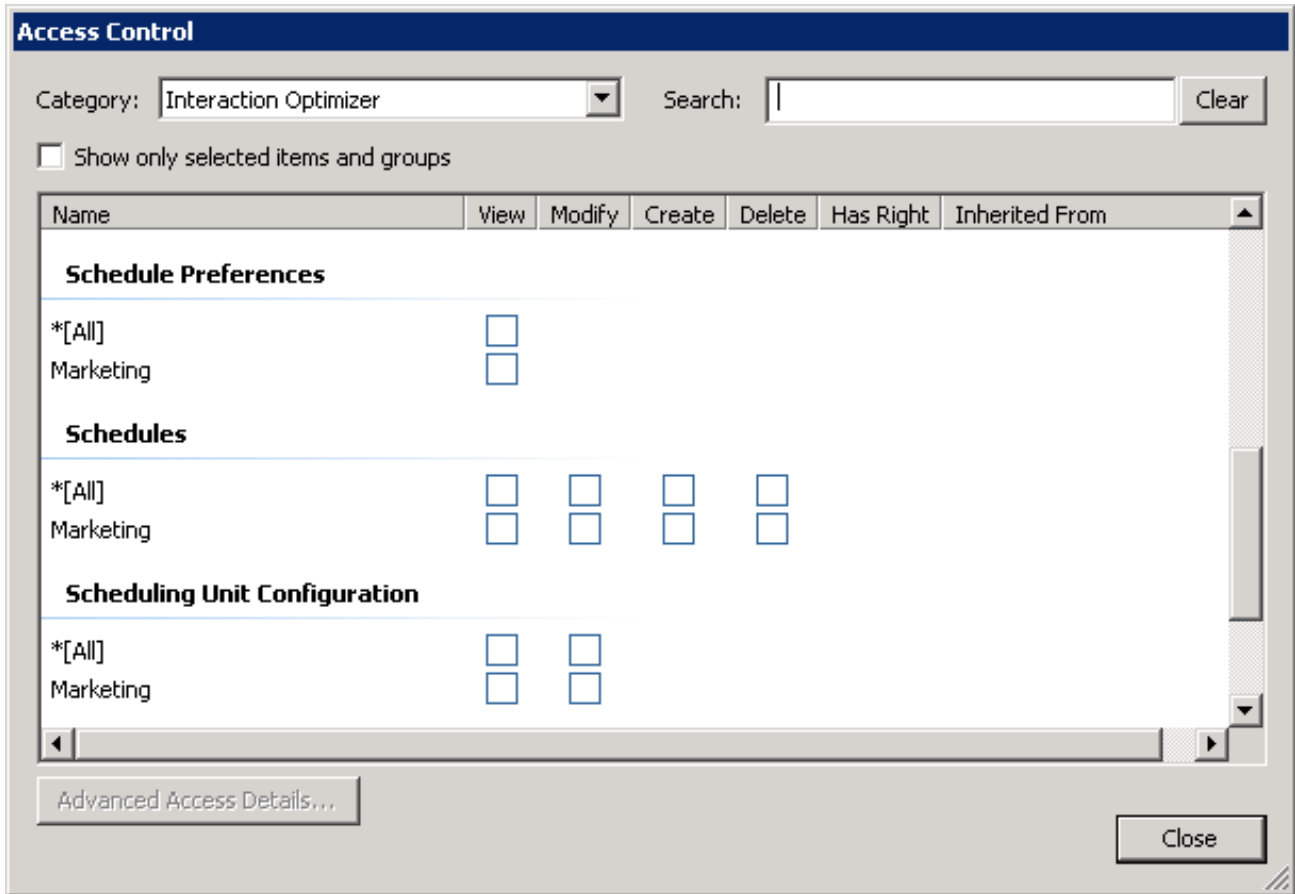 Access Control
Category: Interaction Optimizer Search: Clear
Show only selected items and groups
Name View Modify Create Delete Has Right Inherited From
Schedule Preferences
*[All]
Marketing
Schedules
*[All]
Marketing
Scheduling Unit Configuration
*[All]
Marketing
Advanced Access Details...
Close